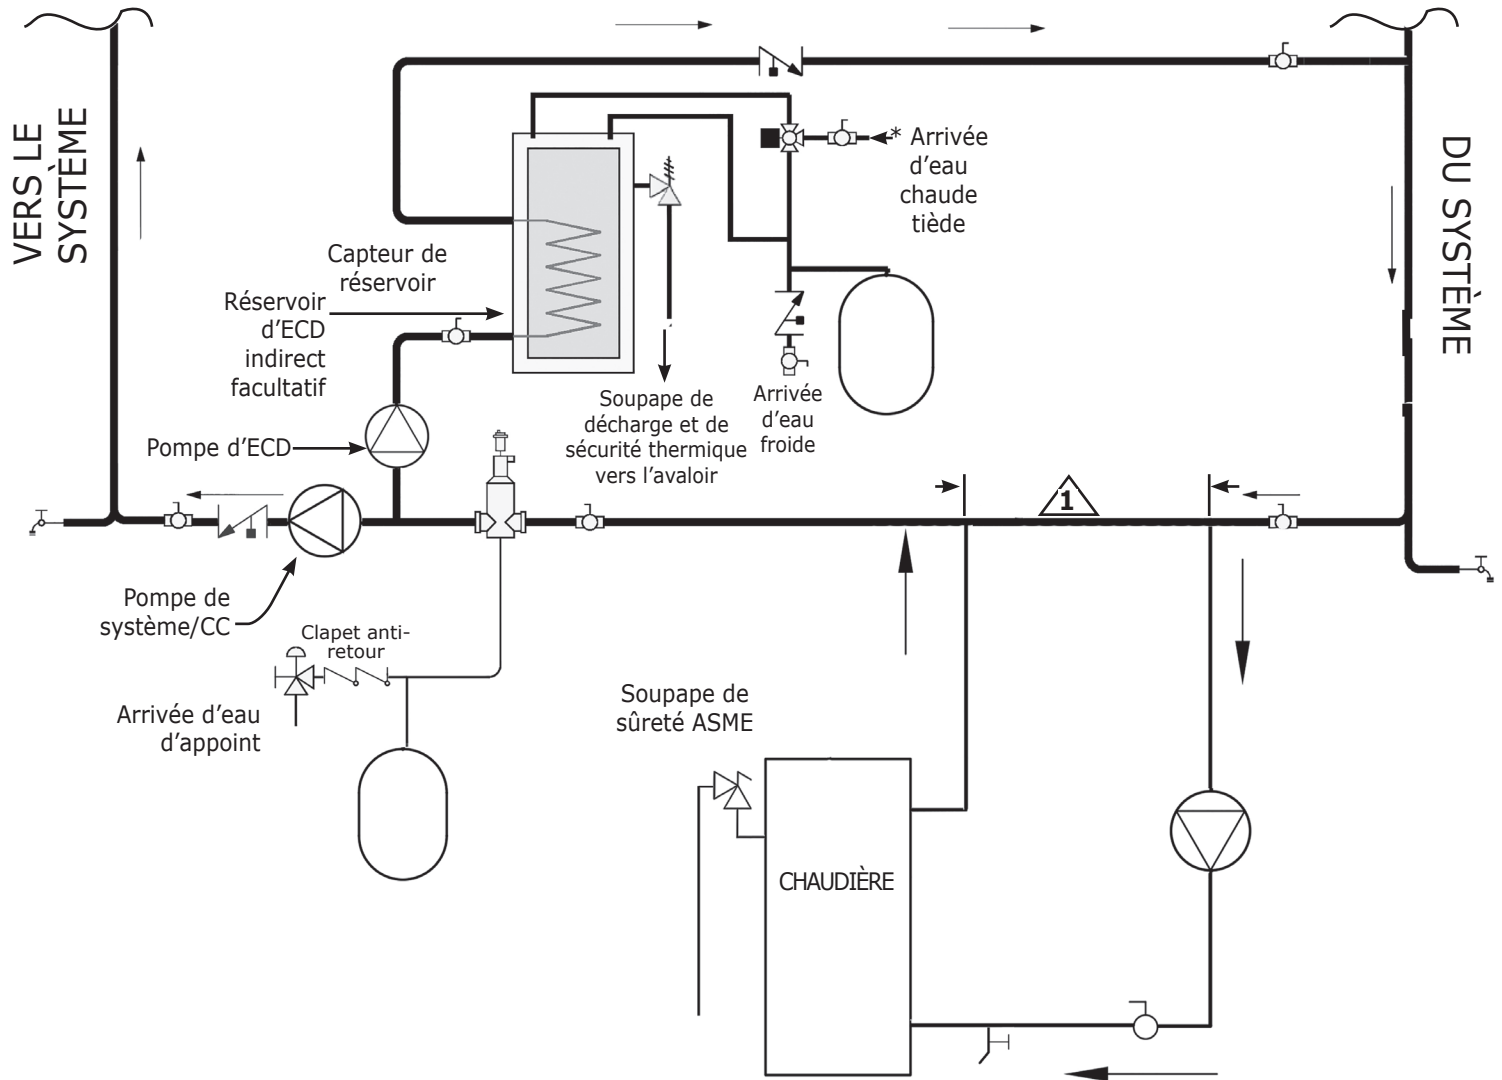 VERS LE
SYSTÈME
DU SYSTÈME
* Arrivée
d’eau
chaude
tiède
Capteur de
réservoir
Réservoir
d’ECD
indirect
facultatif
Pompe d’ECD
Soupape de
décharge et de
sécurité thermique
vers l’avaloir
Arrivée
d’eau
froide
1
Pompe de
système/CC
Clapet anti-
retour
Arrivée d’eau
d’appoint
Soupape de
sûreté ASME
CHAUDIÈRE